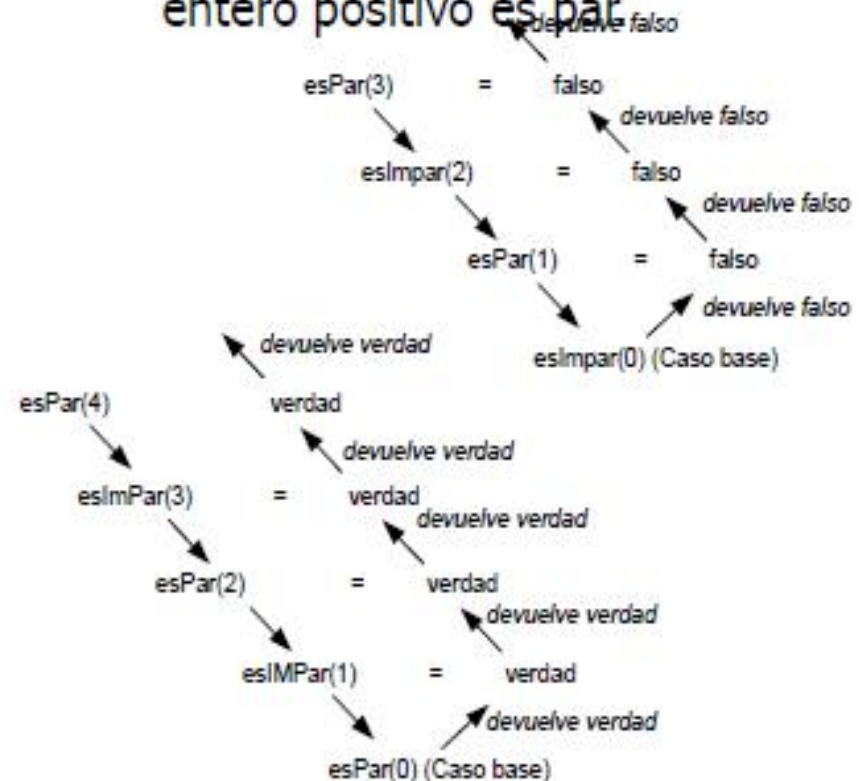 entero positivo es par.
devuelve falso
esPar(3) = falso
devuelve falso
esImpar(2) = falso
devuelve falso
esPar(1) = falso
devuelve falso
esImpar(0) (Caso base)
devuelve verdad
esPar(4) verdad
devuelve verdad
esImPar(3) = verdad
devuelve verdad
esPar(2) = verdad
devuelve verdad
esIMPar(1) = verdad
devuelve verdad
esPar(0) (Caso base)